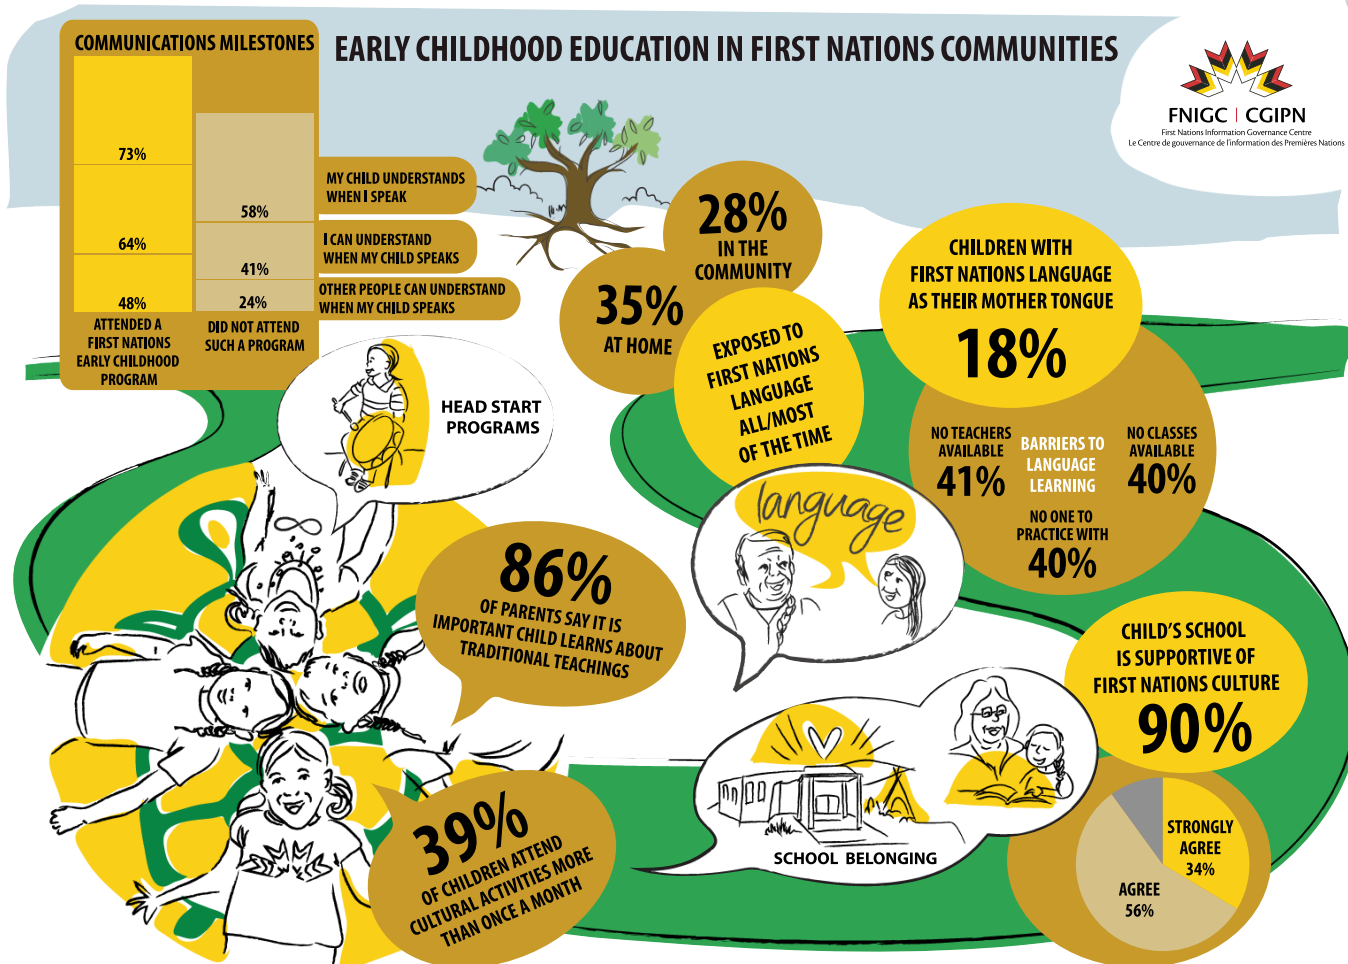 COMMUNICATIONS MILESTONES
73%
64%
48%
58%
41%
24%
MY CHILD UNDERSTANDS
WHEN I SPEAK
I CAN UNDERSTAND
WHEN MY CHILD SPEAKS
OTHER PEOPLE CAN UNDERSTAND
WHEN MY CHILD SPEAKS
ATTENDED A
FIRST NATIONS
EARLY CHILDHOOD
PROGRAM
DID NOT ATTEND
SUCH A PROGRAM
EARLY CHILDHOOD EDUCATION IN FIRST NATIONS COMMUNITIES
FNIGC | CGIPN
First Nations Information Governance Centre
Le Centre de gouvernance de l'information des Premières Nations
28%
IN THE
COMMUNITY
35%
AT HOME
EXPOSED TO
FIRST NATIONS
LANGUAGE
ALL/MOST
OF THE TIME
CHILDREN WITH
FIRST NATIONS LANGUAGE
AS THEIR MOTHER TONGUE
18%
NO TEACHERS
AVAILABLE
41%
BARRIERS TO
LANGUAGE
LEARNING
NO CLASSES
AVAILABLE
40%
NO ONE TO
PRACTICE WITH
40%
HEAD START
PROGRAMS
language
86%
OF PARENTS SAY IT IS
IMPORTANT CHILD LEARNS ABOUT
TRADITIONAL TEACHINGS
39%
OF CHILDREN ATTEND
CULTURAL ACTIVITIES MORE
THAN ONCE A MONTH
SCHOOL BELONGING
CHILD'S SCHOOL
IS SUPPORTIVE OF
FIRST NATIONS CULTURE
90%
STRONGLY
AGREE
34%
AGREE
56%